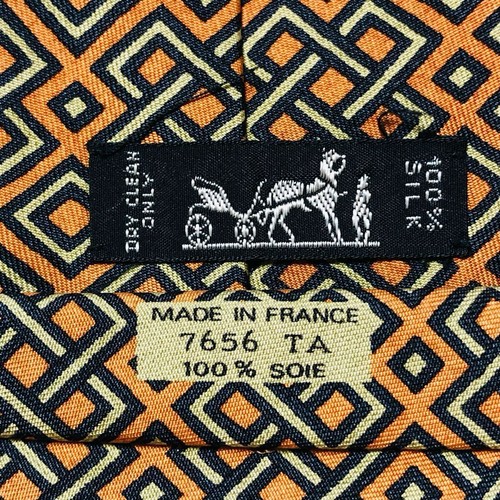 DRY CLEAN
ONLY
100%
SILK
MADE IN FRANCE
7656 TA
100% SOIE